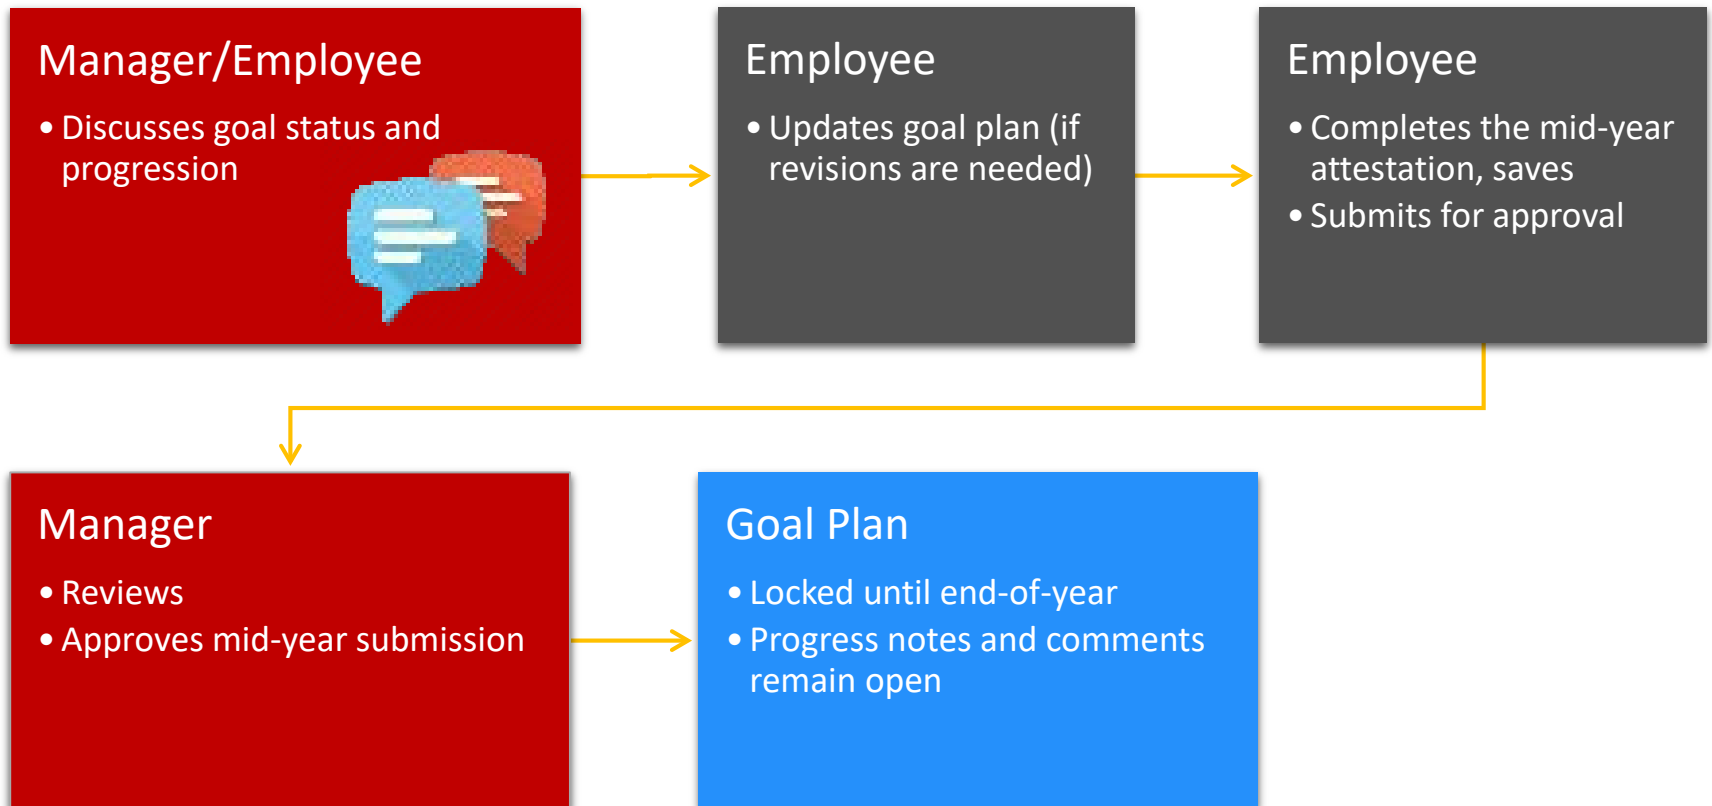 Manager/Employee
• Discusses goal status and
progression
Employee
• Updates goal plan (if
revisions are needed)
Employee
• Completes the mid-year
attestation, saves
• Submits for approval
Manager
• Reviews
• Approves mid-year submission
Goal Plan
• Locked until end-of-year
• Progress notes and comments
remain open